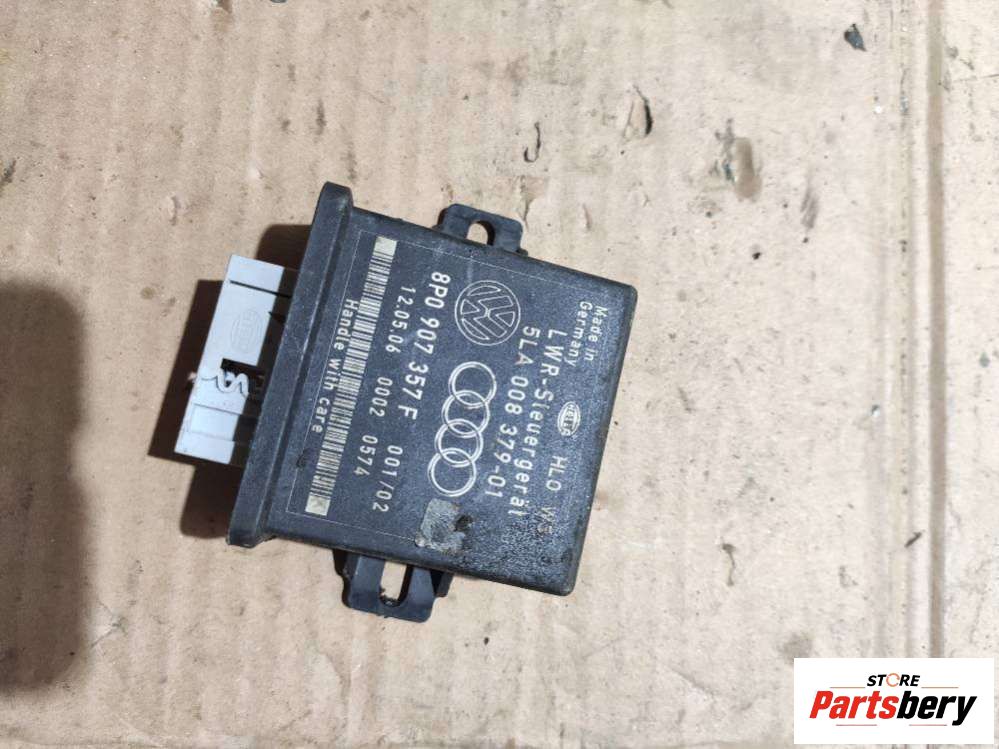 Made in
Germany
HELLA HLO
LWR-Steuergerät
5LA 008 379-01
8P0 907 357 F 001/02
12.05.06 0002 0574
Handle with care
STORE
Partsbery